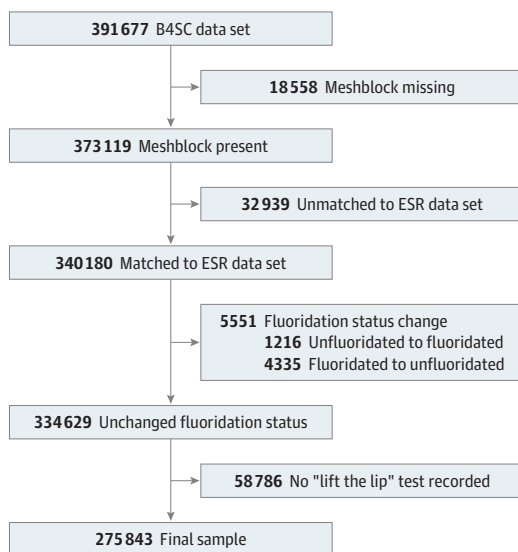 391677 B4SC data set
18558 Meshblock missing
373119 Meshblock present
32939 Unmatched to ESR data set
340180 Matched to ESR data set
5551 Fluoridation status change
1216 Unfluoridated to fluoridated
4335 Fluoridated to unfluoridated
334629 Unchanged fluoridation status
58786 No "lift the lip" test recorded
275843 Final sample